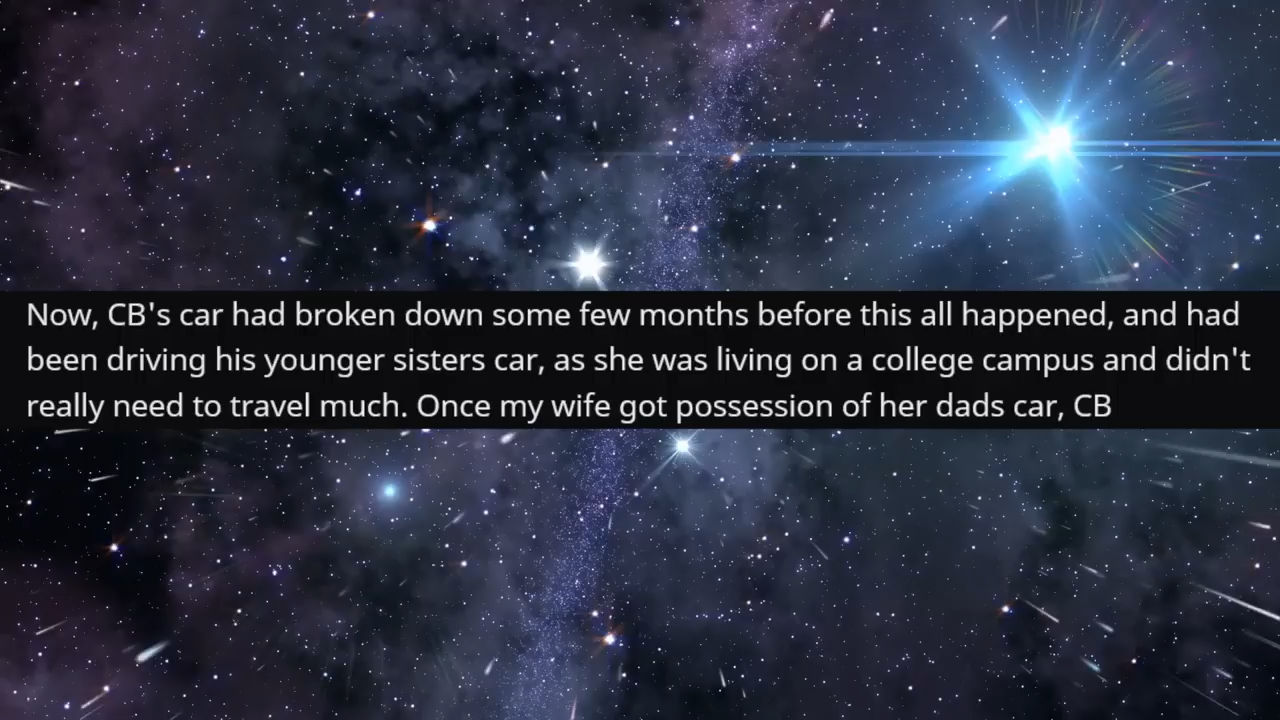 Now, CB's car had broken down some few months before this all happened, and had
been driving his younger sisters car, as she was living on a college campus and didn't
really need to travel much. Once my wife got possession of her dads car, CB